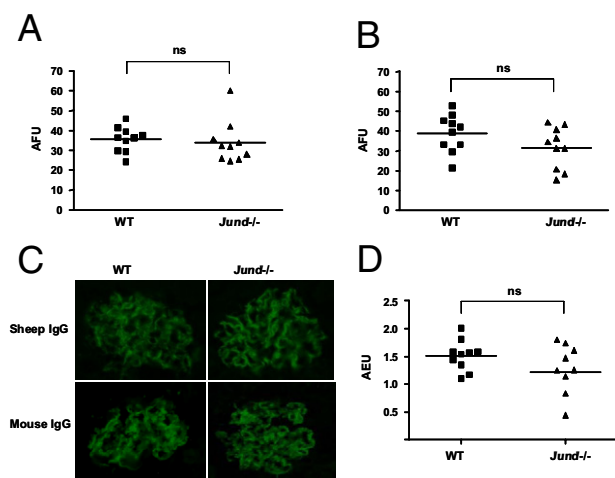 A
ns
AFU
70
60
50
40
30
20
10
0
WT
Jund-/-
B
ns
AFU
70
60
50
40
30
20
10
0
WT
Jund-/-
C
WT
Jund-/-
Sheep IgG
Mouse IgG
D
ns
AEU
2.5
2.0
1.5
1.0
0.5
WT
Jund-/-